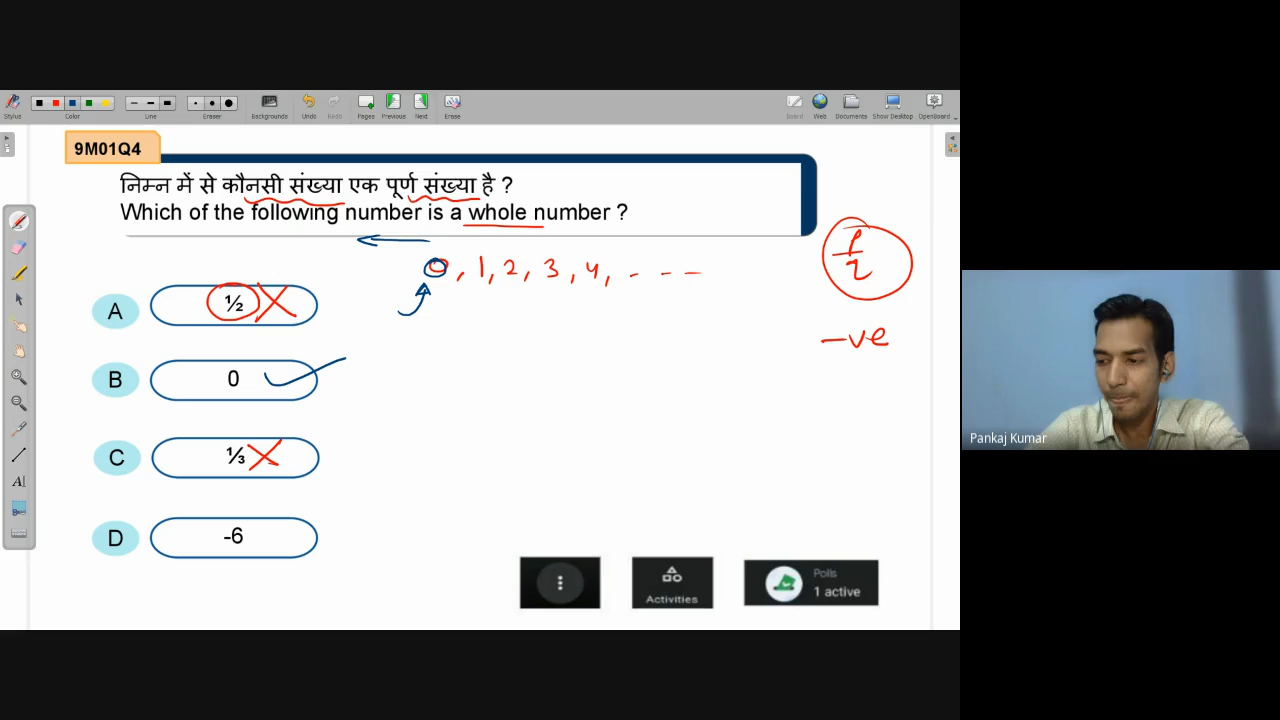 Stylus
Color
Line
Eraser
Backgrounds
Undo
Redo
Pages
Previous
Next
Erase
Board
Web
Documents
Show Desktop
OpenBoard
9M01Q4
निम्न में से कौनसी संख्या एक पूर्ण संख्या है ?
Which of the following number is a whole number ?
0, 1, 2, 3, 4, - - -
p/q
-ve
A ½
B 0
C ⅓
D -6
Activities
Polls
1 active
Pankaj Kumar